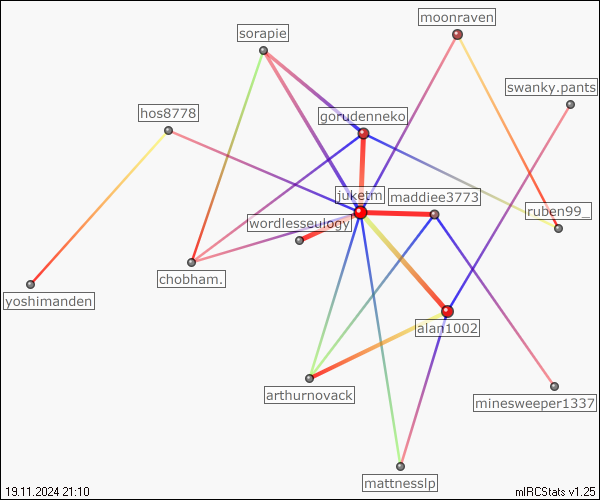 moonraven
sorapie
swanky.pants
hos8778
gorudenneko
juketm
maddiee3773
ruben99_
wordlesseulogy
chobham.
yoshimanden
alan1002
arthurnovack
minesweeper1337
mattnesslp
19.11.2024 21:10
mIRCStats v1.25